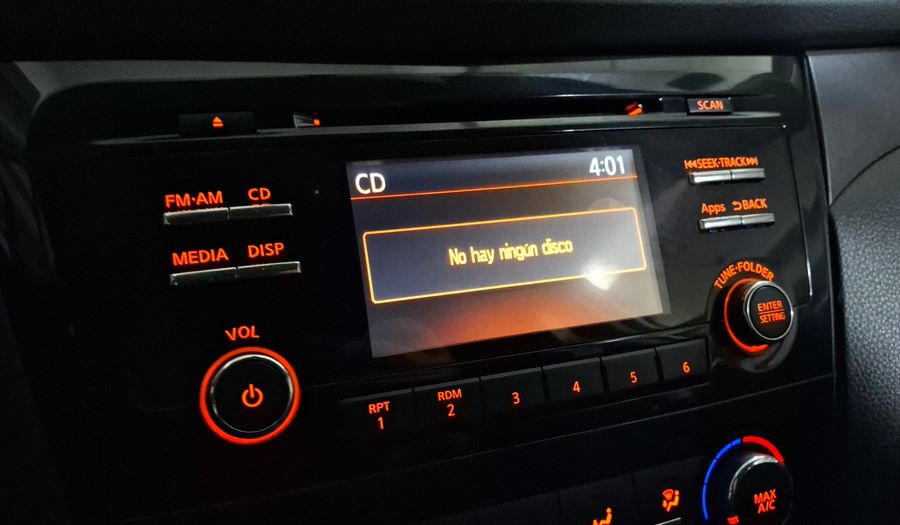 SCAN
FM·AM CD
MEDIA DISP
VOL
CD 4:01
No hay ningún disco
SEEK·TRACK
Apps BACK
TUNE·FOLDER
ENTER
SETTING
RPT
1
RDM
2
3
4
5
6
MAX
A/C